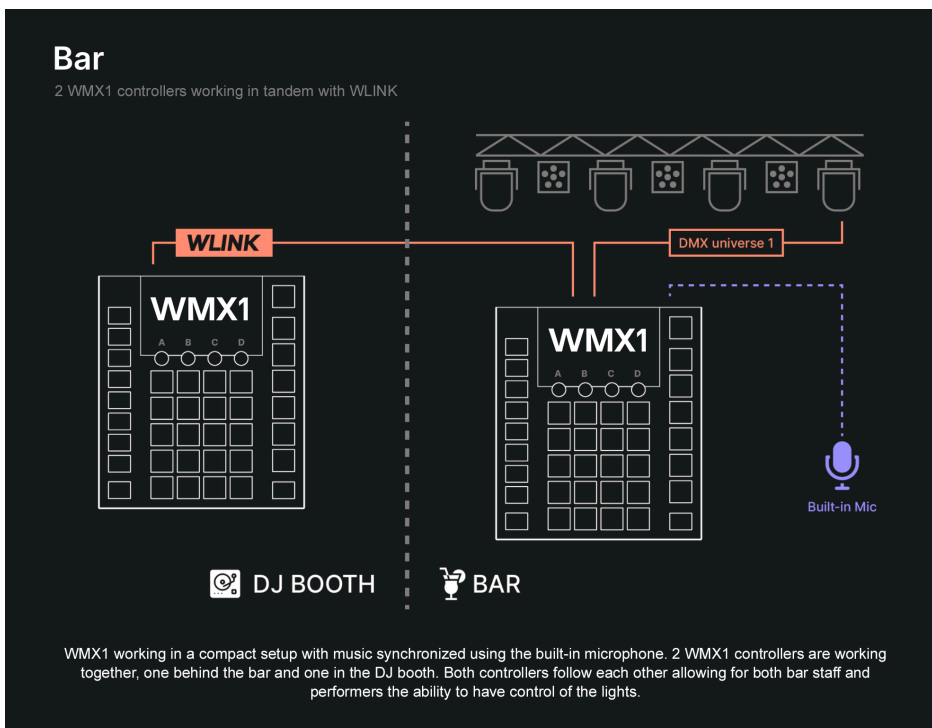 Bar
2 WMX1 controllers working in tandem with WLINK
WLINK
DMX universe 1
WMX1
A B C D
WMX1
A B C D
Built-in Mic
DJ BOOTH
BAR
WMX1 working in a compact setup with music synchronized using the built-in microphone. 2 WMX1 controllers are working
together, one behind the bar and one in the DJ booth. Both controllers follow each other allowing for both bar staff and
performers the ability to have control of the lights.